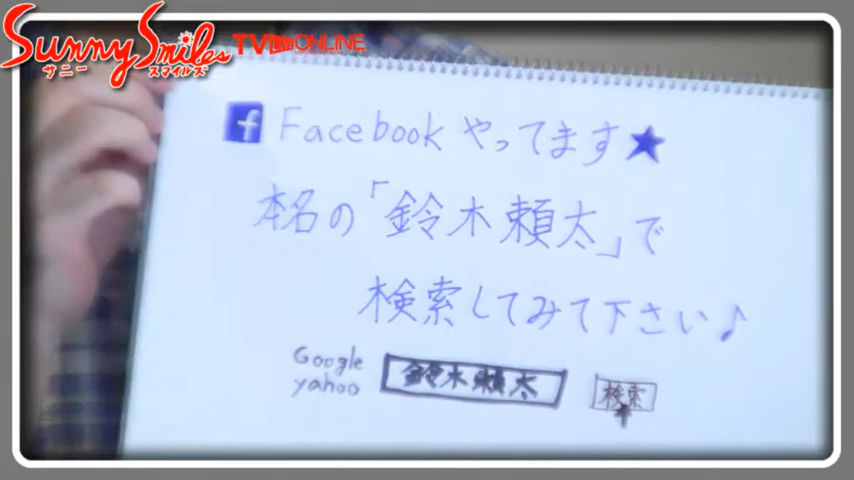 Sunny Smiles
サニー スマイルズ
TV LIVE ONLINE
f Facebook やってます★
本名の「鈴木頼太」で
検索してみて下さい♪
Google
yahoo
鈴木頼太
検索